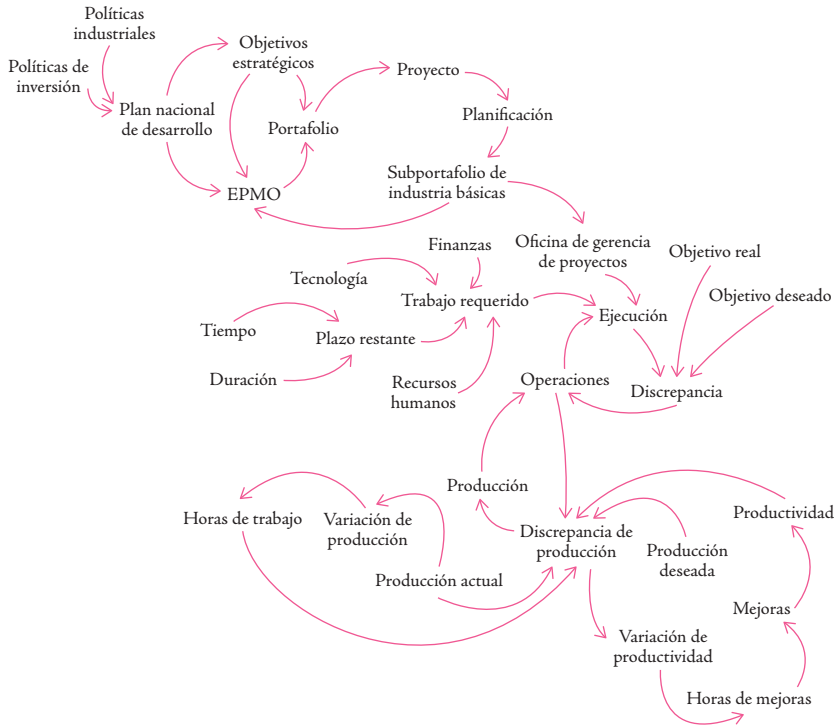 Políticas
industriales
Políticas de
inversión
Plan nacional
de desarrollo
Objetivos
estratégicos
Portafolio
EPMO
Proyecto
Planificación
Subportafolio de
industria básicas
Oficina de gerencia
de proyectos
Finanzas
Tecnología
Trabajo requerido
Tiempo
Plazo restante
Duración
Recursos
humanos
Ejecución
Objetivo real
Objetivo deseado
Operaciones
Discrepancia
Producción
Horas de trabajo
Variación de
producción
Producción actual
Discrepancia de
producción
Producción
deseada
Productividad
Mejoras
Variación de
productividad
Horas de mejoras